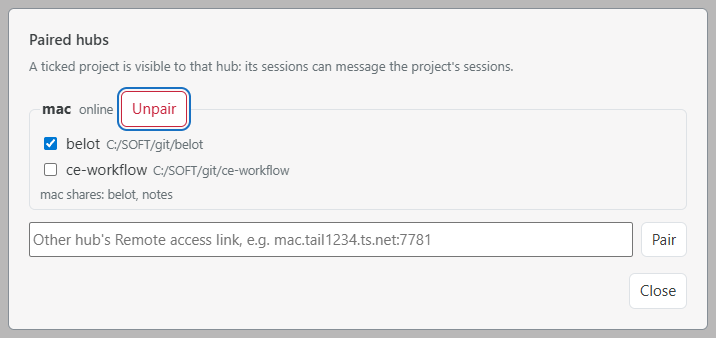 Paired hubs
A ticked project is visible to that hub: its sessions can message the project's sessions.
mac online Unpair
belot C:/SOFT/git/belot
ce-workflow C:/SOFT/git/ce-workflow
mac shares: belot, notes
Other hub's Remote access link, e.g. mac.tail1234.ts.net:7781 Pair
Close